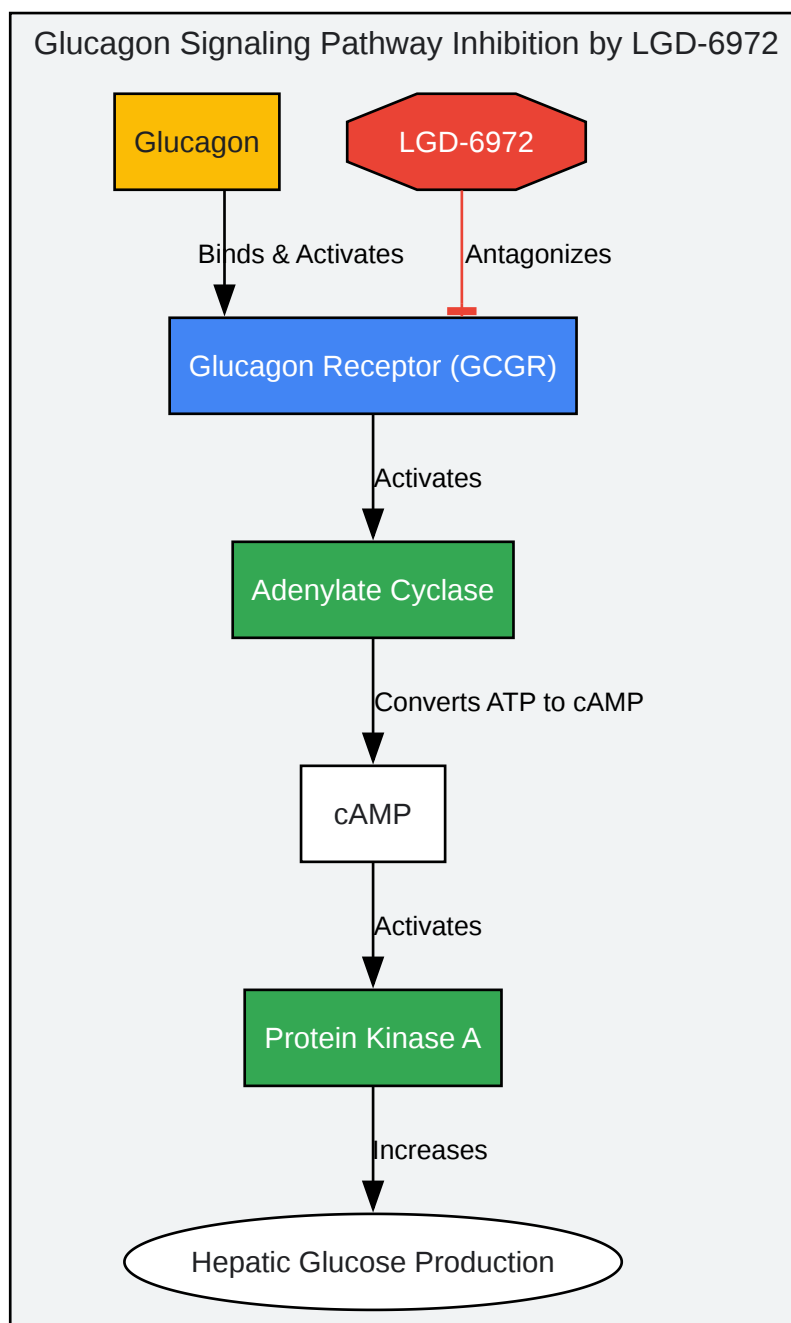 Glucagon Signaling Pathway Inhibition by LGD-6972
Glucagon
LGD-6972
Binds & Activates
Antagonizes
Glucagon Receptor (GCGR)
Activates
Adenylate Cyclase
Converts ATP to cAMP
cAMP
Activates
Protein Kinase A
Increases
Hepatic Glucose Production